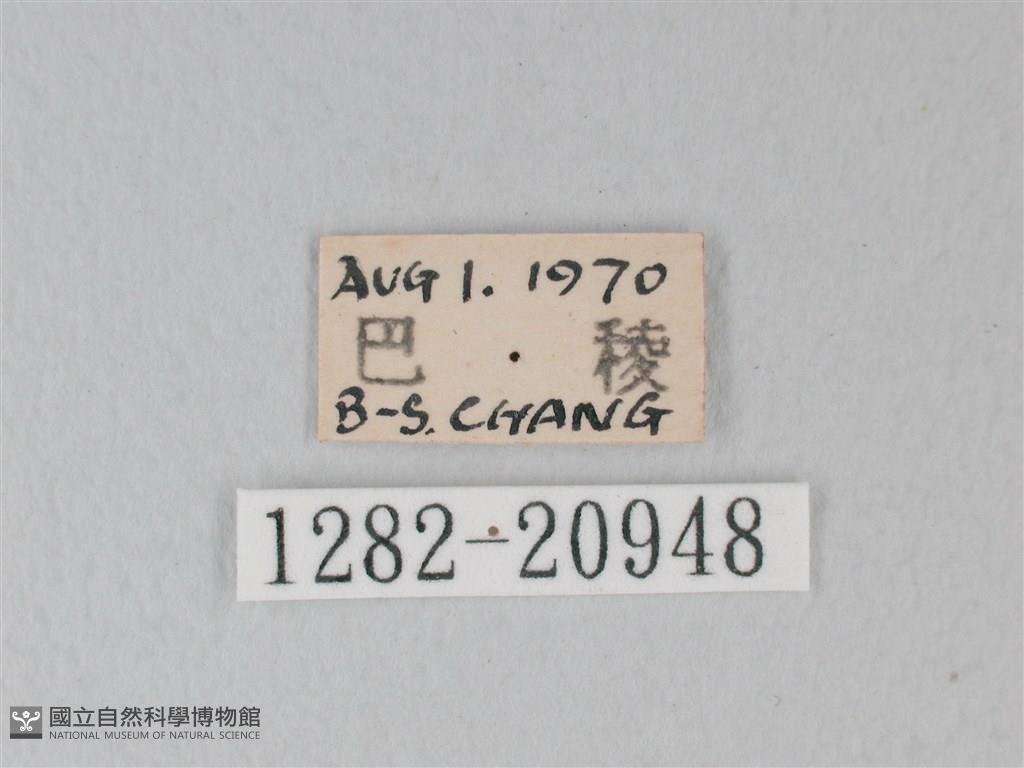 AUG 1. 1970
巴 · 稜
B-S. CHANG
1282-20948
國立自然科學博物館
NATIONAL MUSEUM OF NATURAL SCIENCE